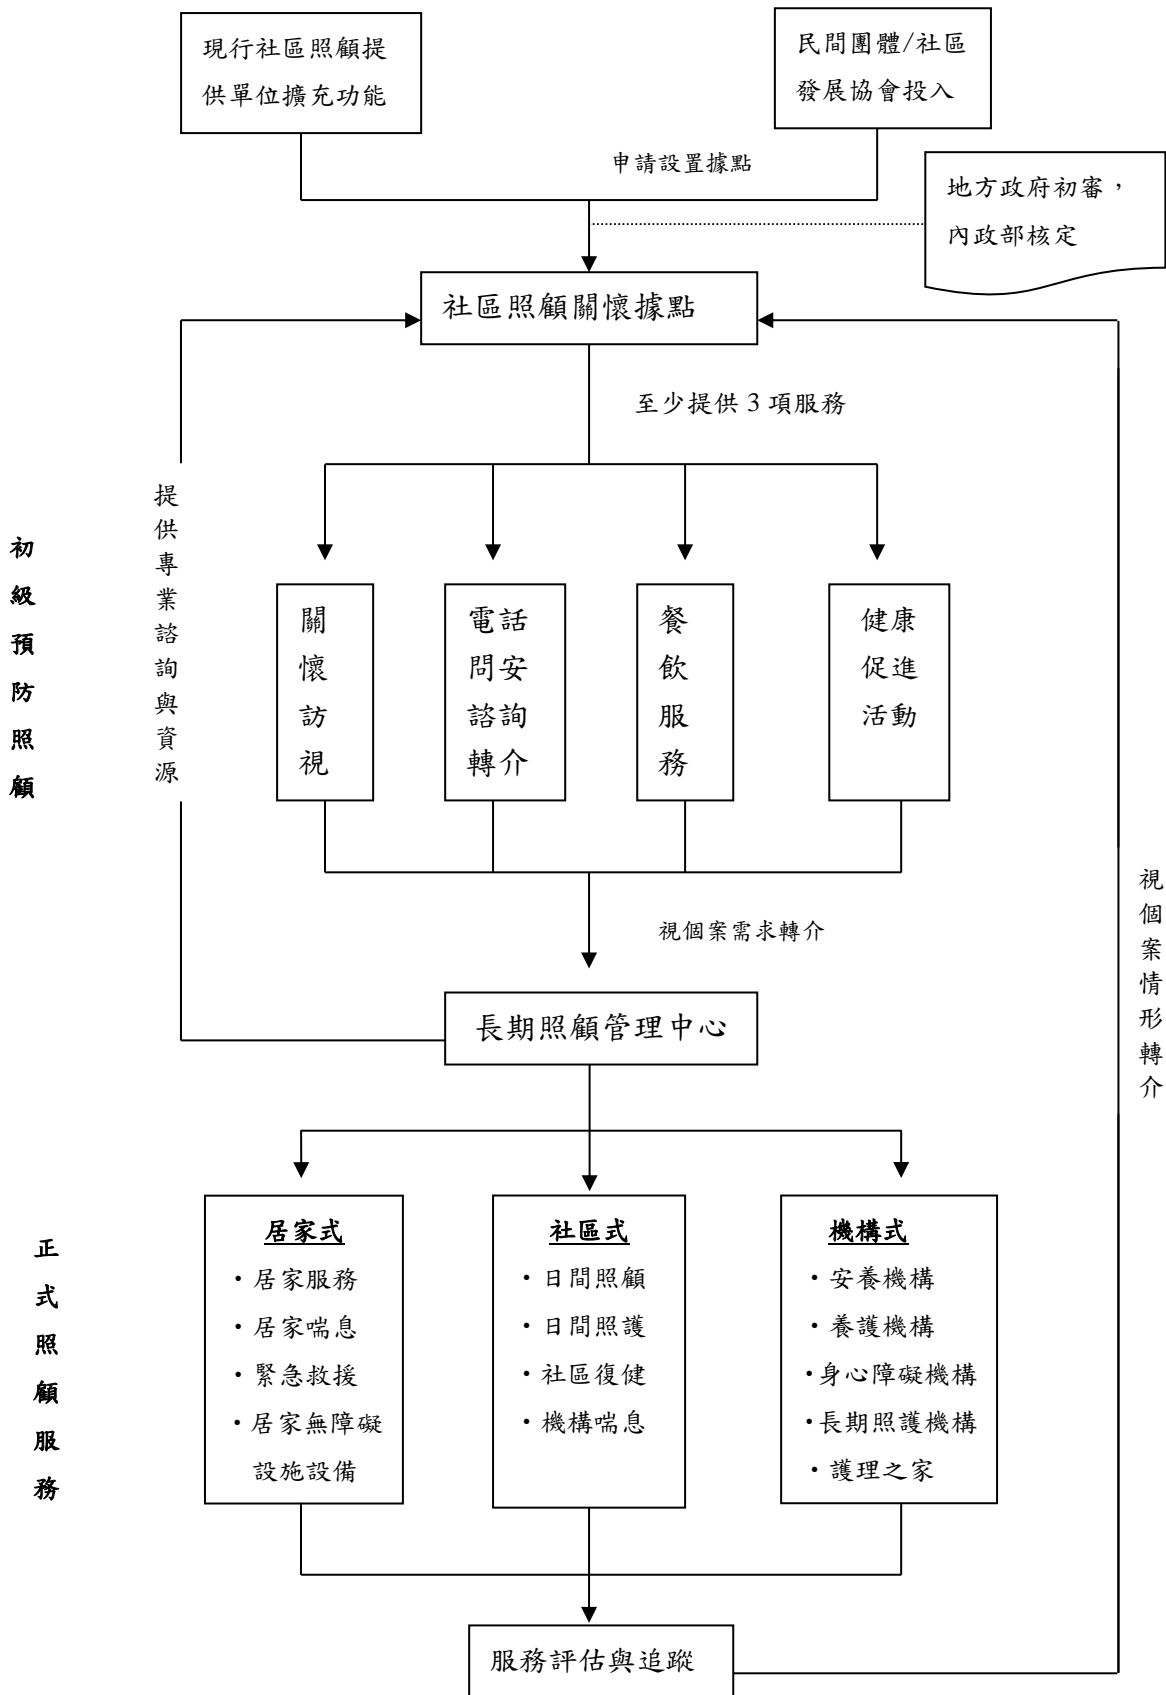 現行社區照顧提
供單位擴充功能
民間團體/社區
發展協會投入
申請設置據點
地方政府初審，
內政部核定
社區照顧關懷據點
至少提供 3 項服務
初級預防照顧
提供專業諮詢與資源
關懷訪視
電話
問安
諮詢
轉介
餐飲服務
健康
促進
活動
視個案需求轉介
視個案情形轉介
長期照顧管理中心
正式照顧服務
居家式
・居家服務
・居家喘息
・緊急救援
・居家無障礙
設施設備
社區式
・日間照顧
・日間照護
・社區復健
・機構喘息
機構式
・安養機構
・養護機構
・身心障礙機構
・長期照護機構
・護理之家
服務評估與追蹤